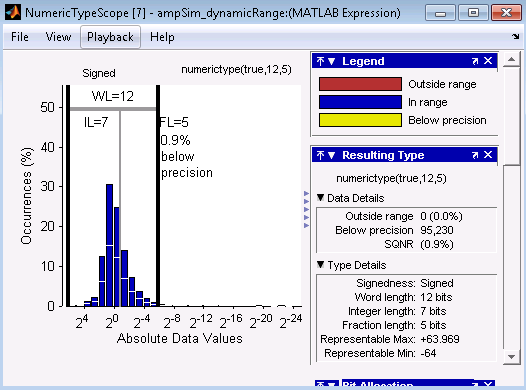 NumericTypeScope [7] - ampSim_dynamicRange:(MATLAB Expression)
File View Playback Help
Signed
numerictype(true,12,5)
WL=12
IL=7
FL=5
0.9%
below
precision
Occurrences (%)
50
40
30
20
10
0
2^4 2^0 2^-4 2^-8 2^-12 2^-16 2^-20 2^-24
Absolute Data Values
Legend
Outside range
In range
Below precision
Resulting Type
numerictype(true,12,5)
Data Details
Outside range 0 (0.0%)
Below precision 95,230
SQNR (0.9%)
Type Details
Signedness: Signed
Word length: 12 bits
Integer length: 7 bits
Fraction length: 5 bits
Representable Max: +63.969
Representable Min: -64
Bit Allocation